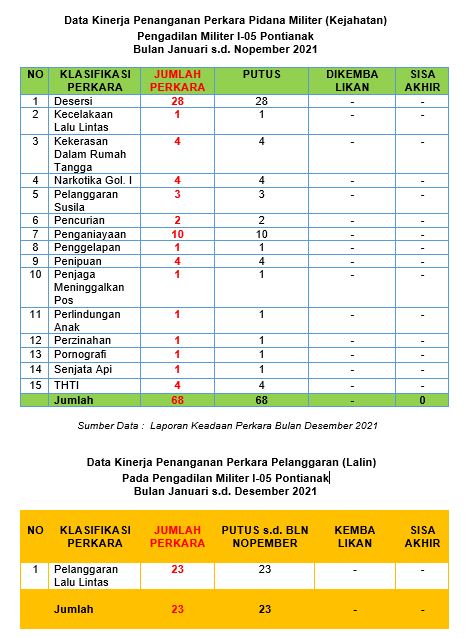 Data Kinerja Penanganan Perkara Pidana Militer (Kejahatan)
Pengadilan Militer I-05 Pontianak
Bulan Januari s.d. Nopember 2021
NO KLASIFIKASI PERKARA JUMLAH PERKARA PUTUS DIKEMBA LIKAN SISA AKHIR
1 Desersi 28 28 - -
2 Kecelakaan Lalu Lintas 1 1 - -
3 Kekerasan Dalam Rumah Tangga 4 4 - -
4 Narkotika Gol. I 4 4 - -
5 Pelanggaran Susila 3 3 - -
6 Pencurian 2 2 - -
7 Penganiayaan 10 10 - -
8 Penggelapan 1 1 - -
9 Penipuan 4 4 - -
10 Penjaga Meninggalkan Pos 1 1 - -
11 Perlindungan Anak 1 1 - -
12 Perzinahan 1 1 - -
13 Pornografi 1 1 - -
14 Senjata Api 1 1 - -
15 THTI 4 4 - -
Jumlah 68 68 - 0
Sumber Data : Laporan Keadaan Perkara Bulan Desember 2021
Data Kinerja Penanganan Perkara Pelanggaran (Lalin)
Pada Pengadilan Militer I-05 Pontianak
Bulan Januari s.d. Desember 2021
NO KLASIFIKASI PERKARA JUMLAH PERKARA PUTUS s.d. BLN NOPEMBER KEMBA LIKAN SISA AKHIR
1 Pelanggaran Lalu Lintas 23 23 - -
Jumlah 23 23 - -